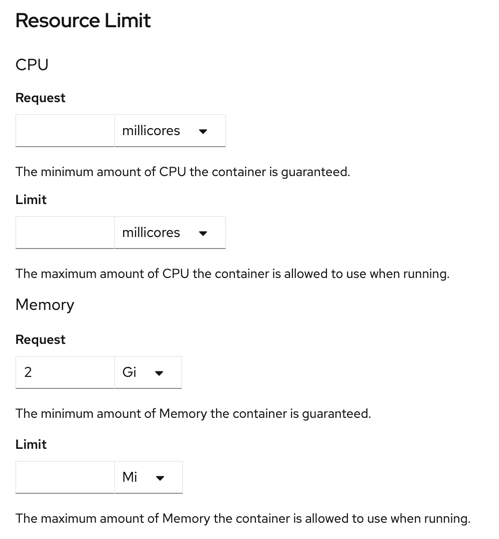 Resource Limit
CPU
Request
millicores
The minimum amount of CPU the container is guaranteed.
Limit
millicores
The maximum amount of CPU the container is allowed to use when running.
Memory
Request
2 Gi
The minimum amount of Memory the container is guaranteed.
Limit
Mi
The maximum amount of Memory the container is allowed to use when running.